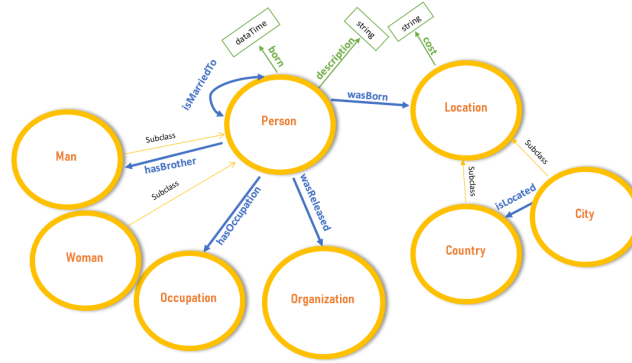 dataTime
string
string
born
description
cost
isMarriedTo
wasBorn
Person
Location
Man
Subclass
hasBrother
Subclass
Subclass
Subclass
isLocated
City
Woman
hasOccupation
wasReleased
Country
Occupation
Organization